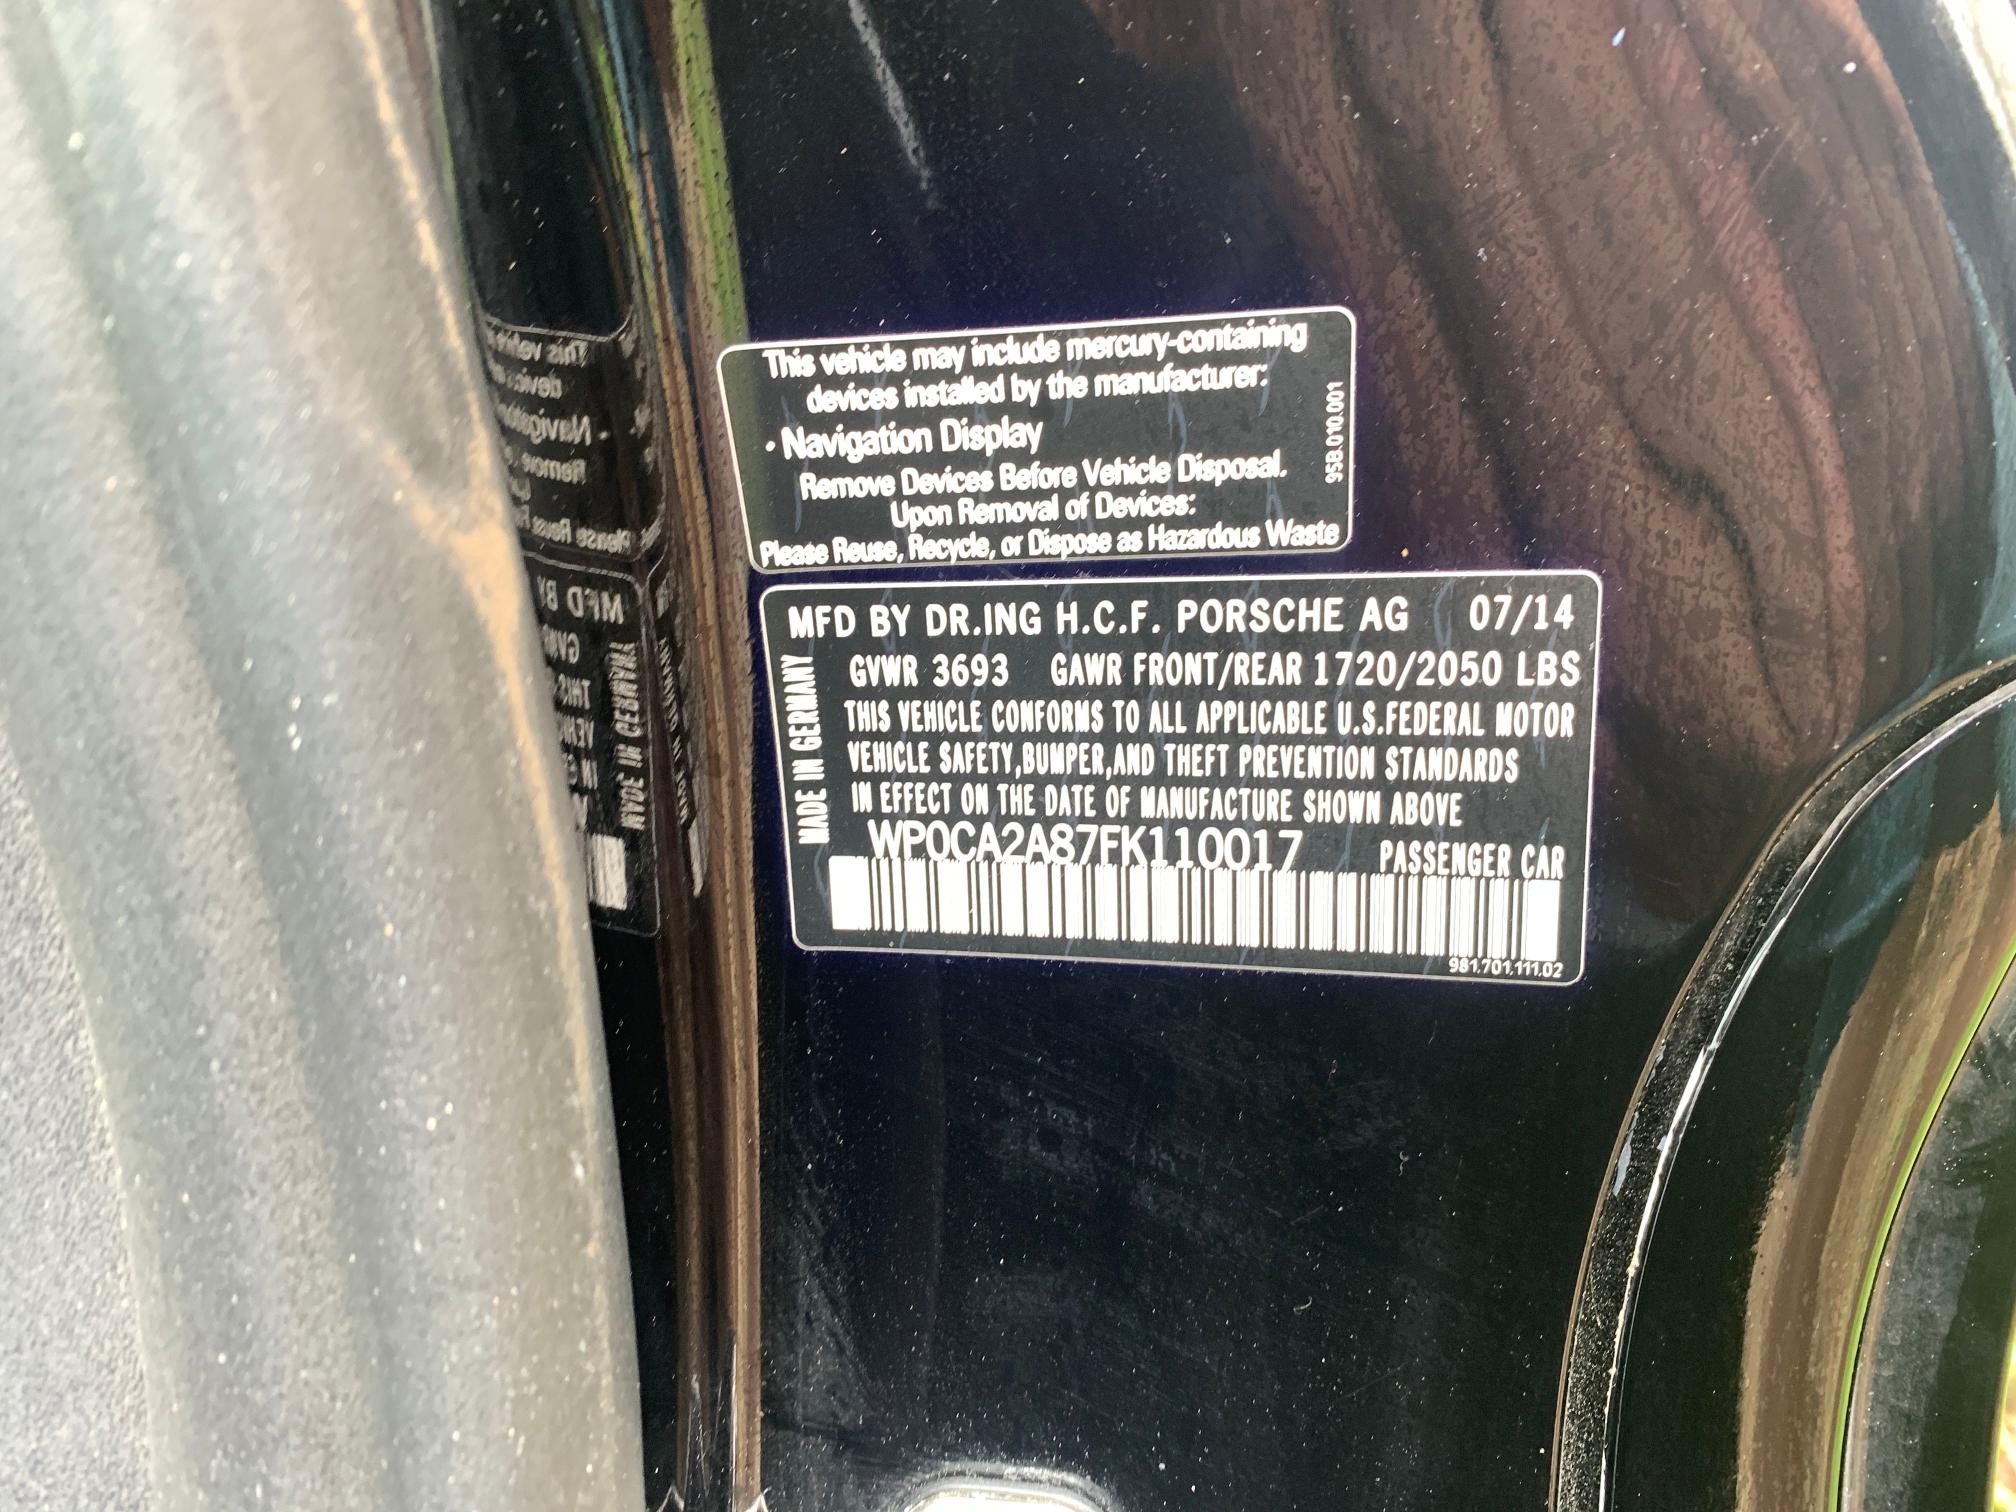 This vehicle may include mercury-containing
devices installed by the manufacturer:
• Navigation Display
Remove Devices Before Vehicle Disposal.
Upon Removal of Devices:
Please Reuse, Recycle, or Dispose as Hazardous Waste
95B.010.001
MFD BY DR.ING H.C.F. PORSCHE AG 07/14
GVWR 3693 GAWR FRONT/REAR 1720/2050 LBS
THIS VEHICLE CONFORMS TO ALL APPLICABLE U.S.FEDERAL MOTOR
VEHICLE SAFETY,BUMPER,AND THEFT PREVENTION STANDARDS
IN EFFECT ON THE DATE OF MANUFACTURE SHOWN ABOVE
MADE IN GERMANY
WP0CA2A87FK110017 PASSENGER CAR
981.701.111.02